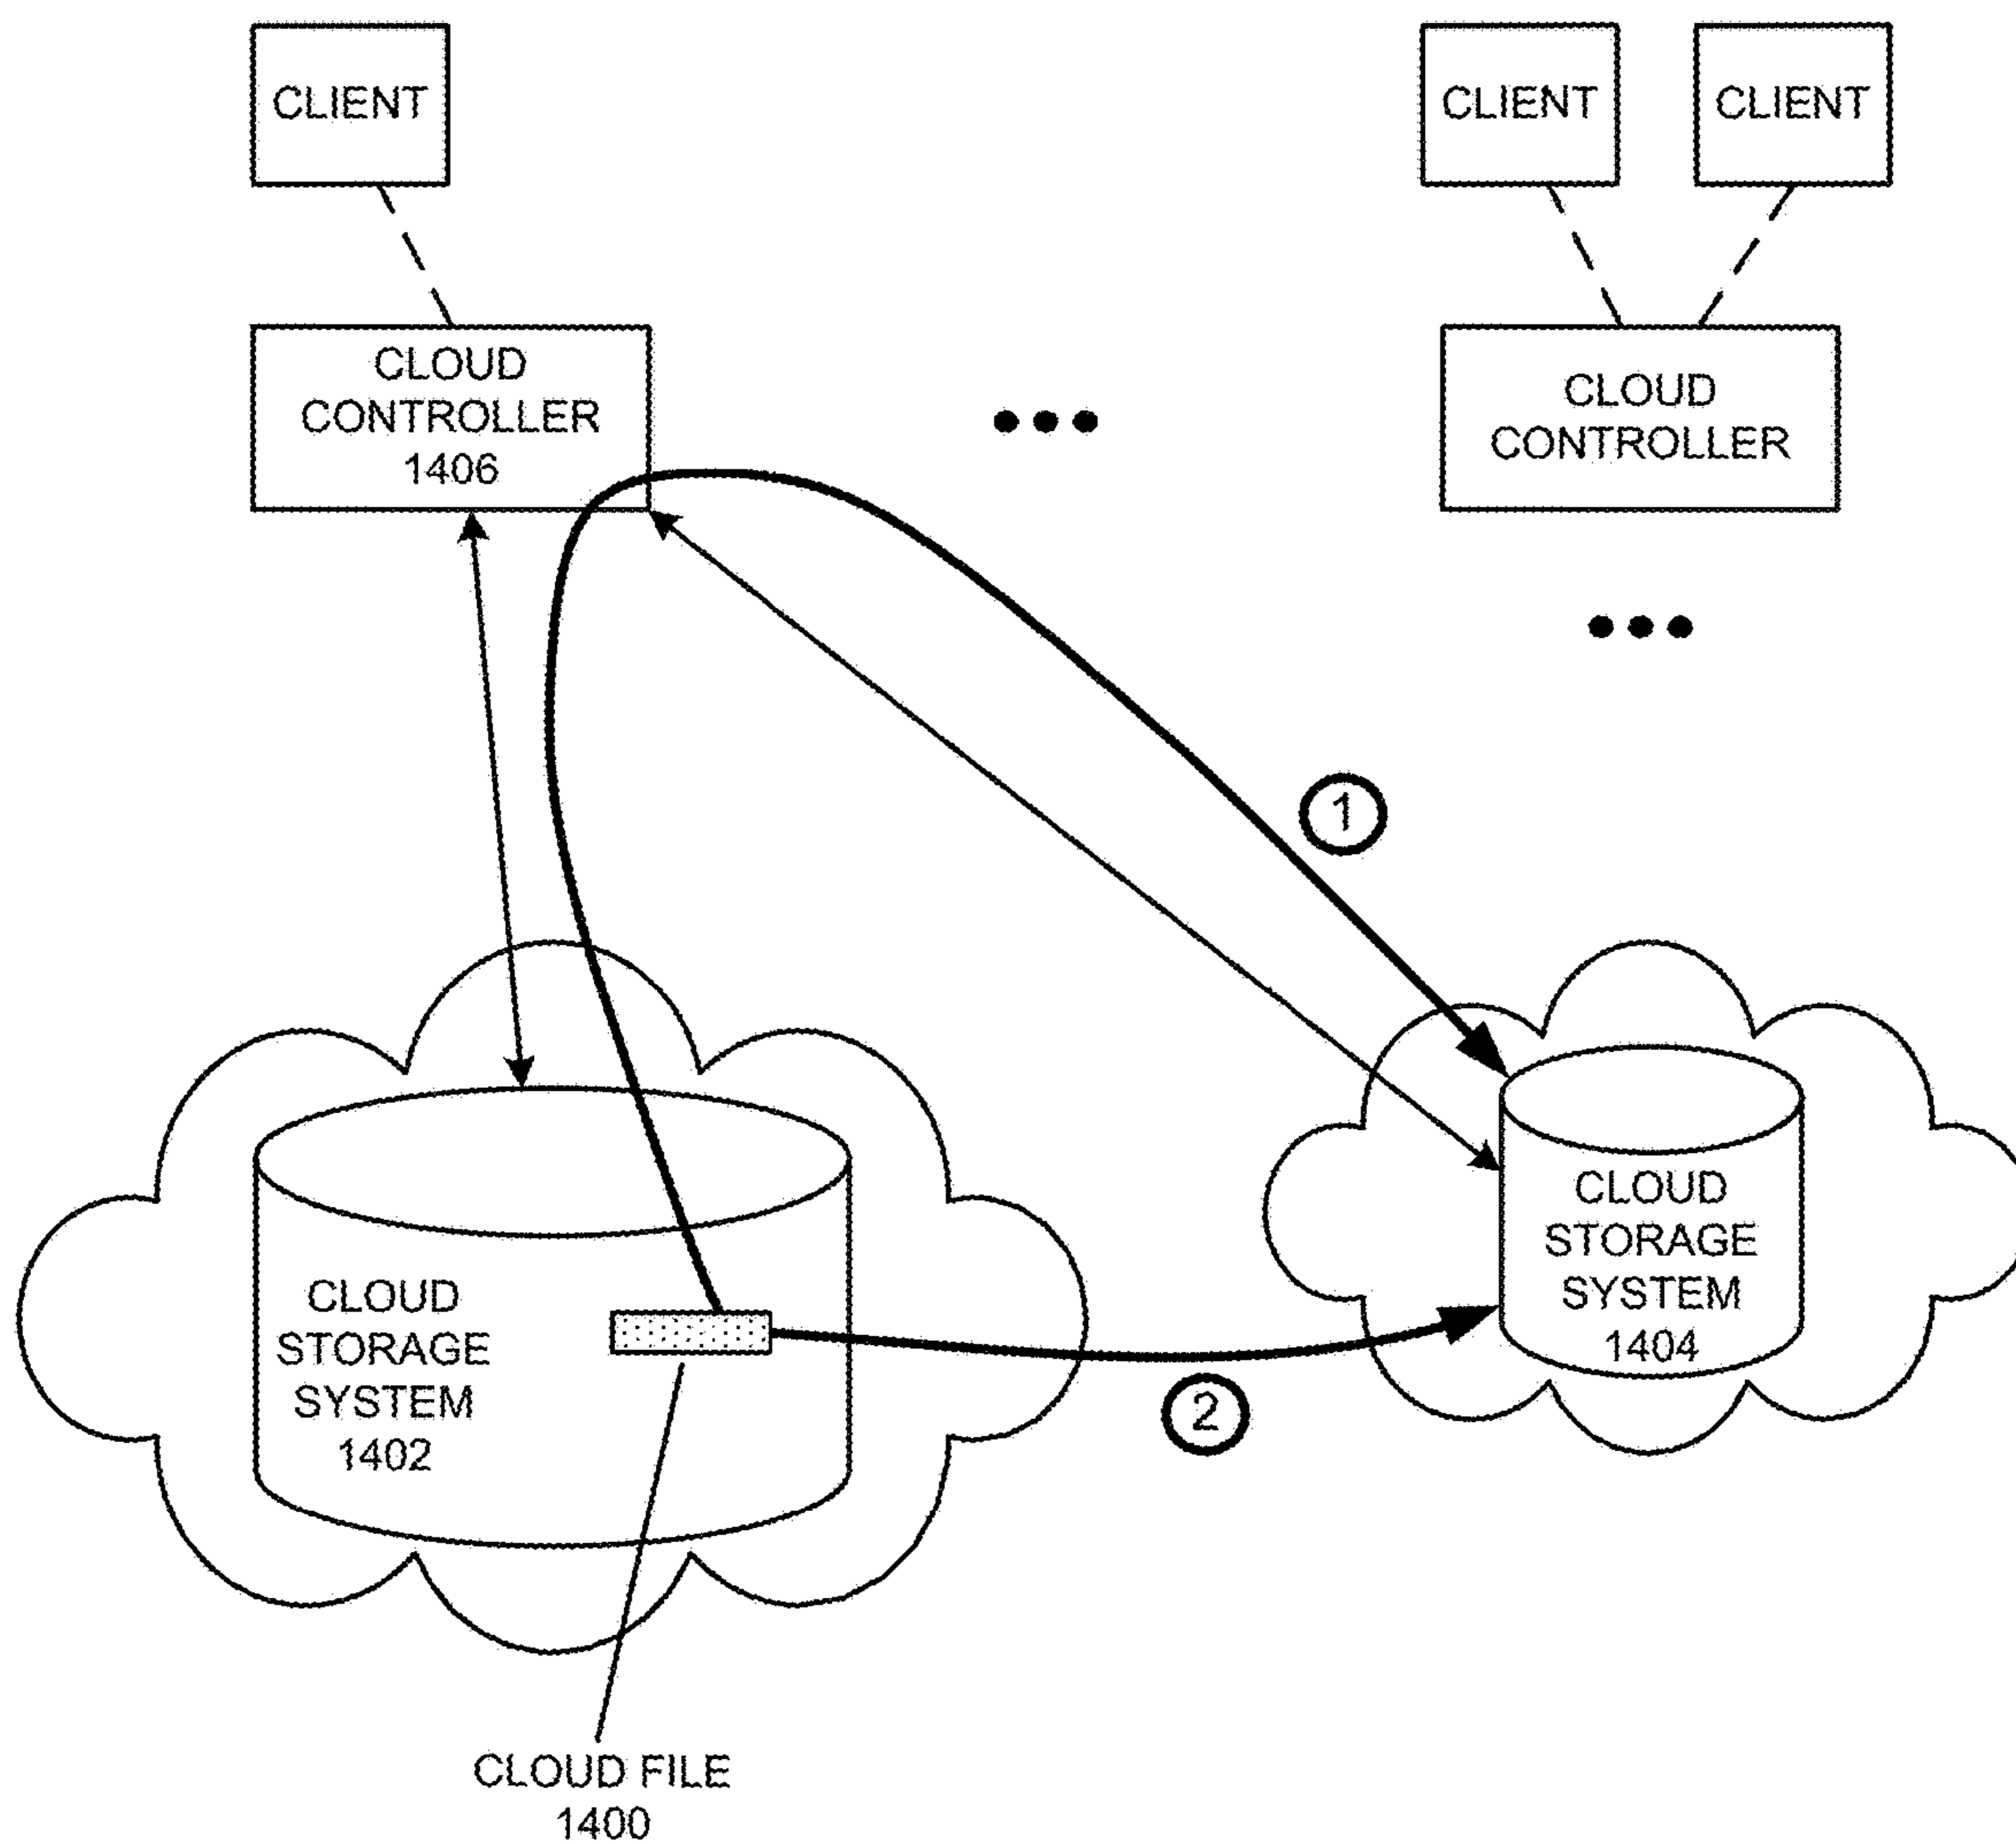 CLIENT
CLIENT
CLIENT
CLOUD
CONTROLLER
1406
CLOUD
CONTROLLER
1
CLOUD
STORAGE
SYSTEM
1404
CLOUD
STORAGE
SYSTEM
1402
2
CLOUD FILE
1400